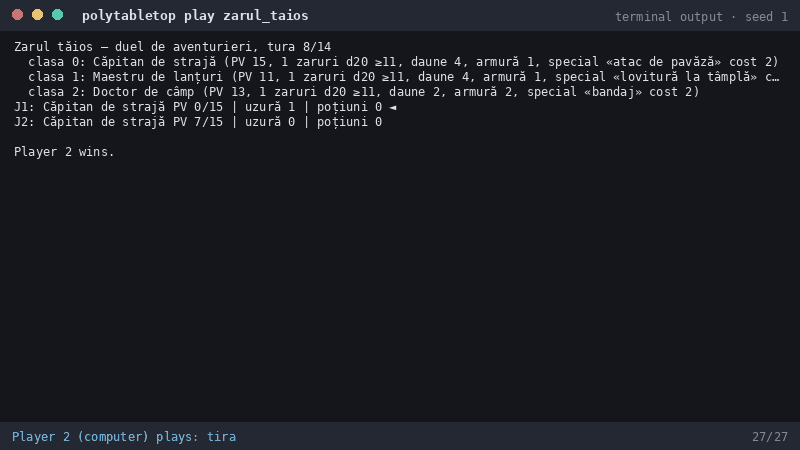 polytabletop play zarul_taios
terminal output · seed 1
Zarul tăios — duel de aventurieri, tura 8/14
clasa 0: Căpitan de strajă (PV 15, 1 zaruri d20 ≥11, daune 4, armură 1, special «atac de pavăză» cost 2)
clasa 1: Maestru de lanțuri (PV 11, 1 zaruri d20 ≥11, daune 4, armură 1, special «lovitură la tâmplă» c…
clasa 2: Doctor de câmp (PV 13, 1 zaruri d20 ≥11, daune 2, armură 2, special «bandaj» cost 2)
J1: Căpitan de strajă PV 0/15 | uzură 1 | poțiuni 0 ◄
J2: Căpitan de strajă PV 7/15 | uzură 0 | poțiuni 0
Player 2 wins.
Player 2 (computer) plays: tira
27/27